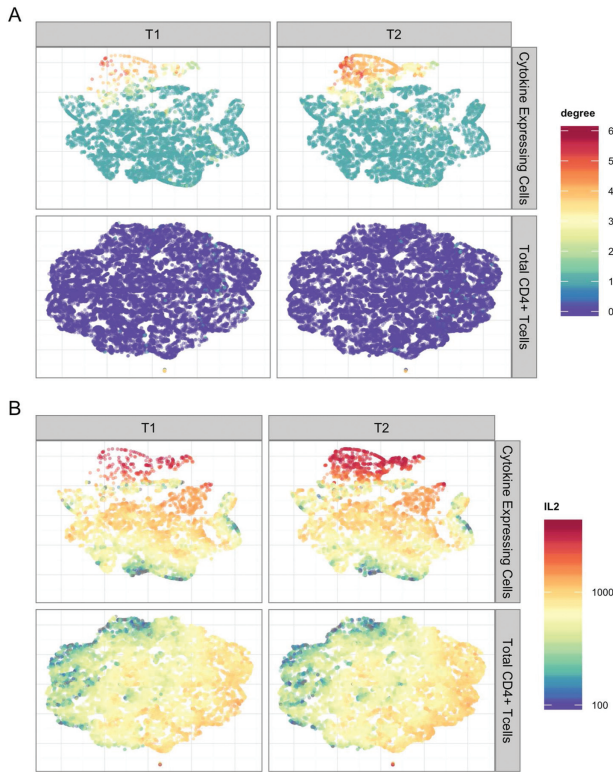 A
T1
T2
Cytokine Expressing Cells
Total CD4+ Tcells
degree
6
5
4
3
2
1
0
B
T1
T2
Cytokine Expressing Cells
Total CD4+ Tcells
IL2
1000
100